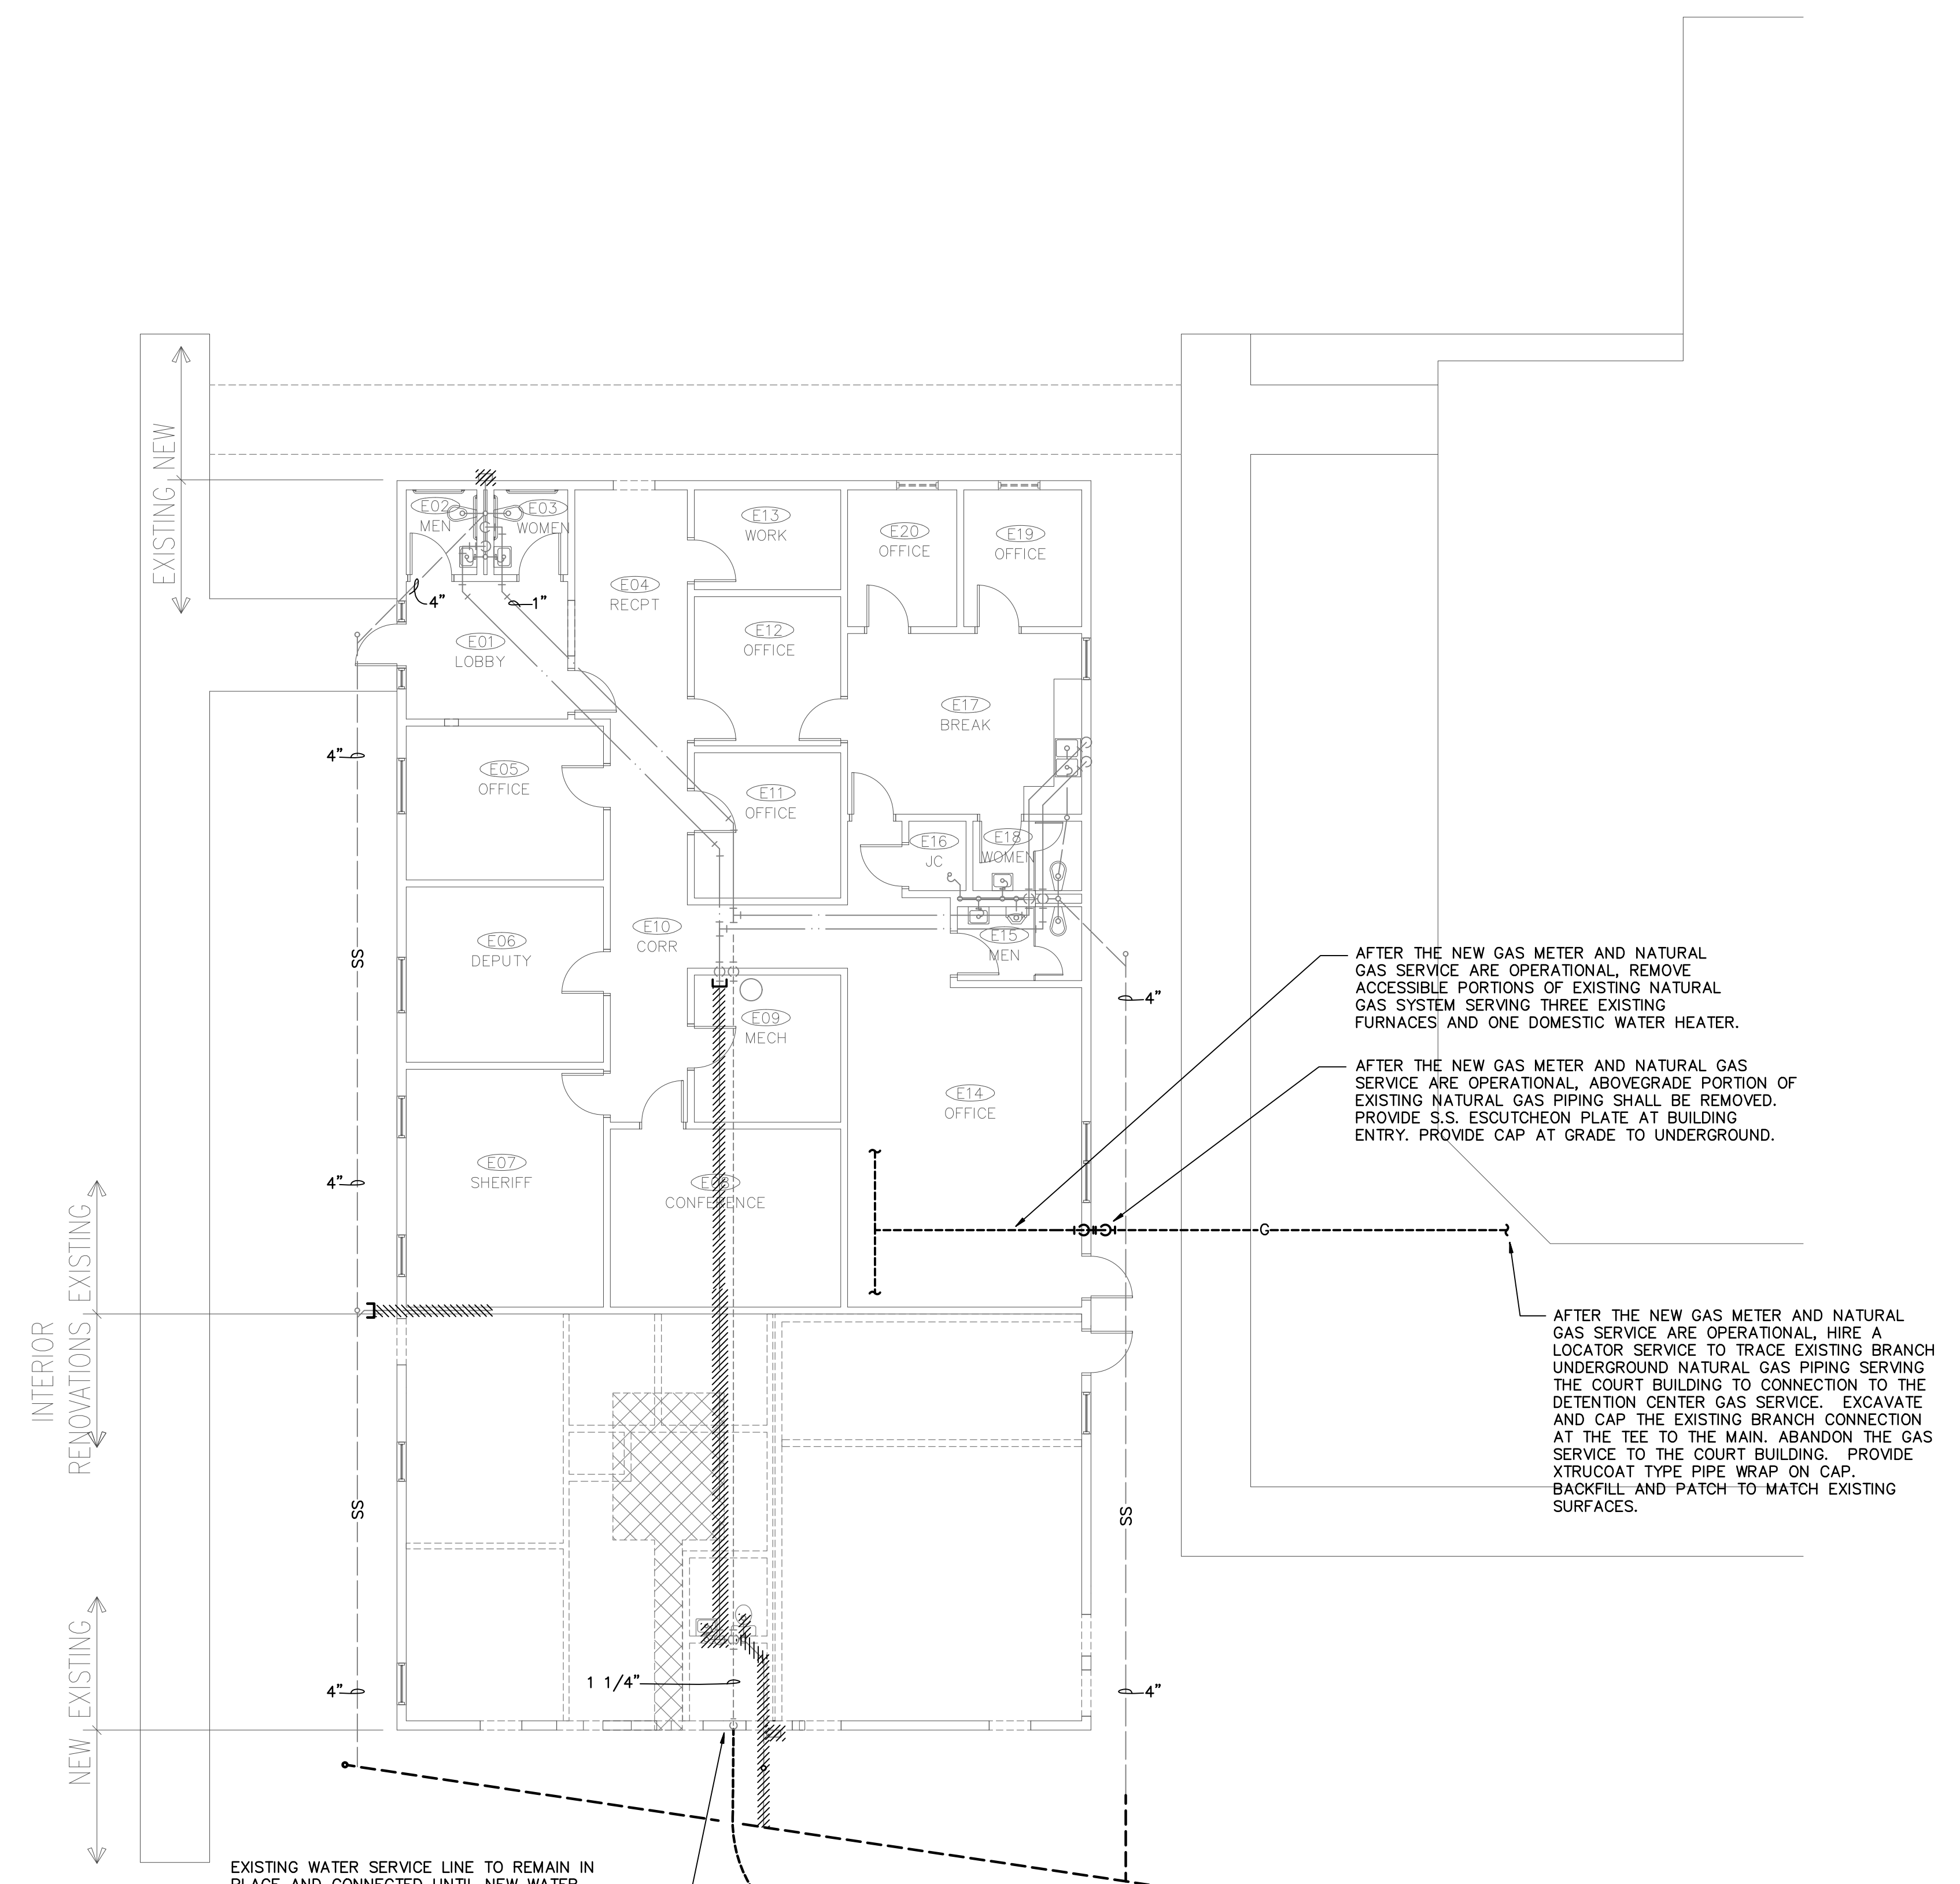 EXISTING NEW
E02
MEN
E03
WOMEN
E13
WORK
E20
OFFICE
E19
OFFICE
E04
RECPT
4"
1"
E01
LOBBY
E12
OFFICE
E17
BREAK
4"
E05
OFFICE
E11
OFFICE
E16
JC
E18
WOMEN
E10
CORR
E06
DEPUTY
E15
MEN
SS
4"
E09
MECH
E14
OFFICE
AFTER THE NEW GAS METER AND NATURAL
GAS SERVICE ARE OPERATIONAL, REMOVE
ACCESSIBLE PORTIONS OF EXISTING NATURAL
GAS SYSTEM SERVING THREE EXISTING
FURNACES AND ONE DOMESTIC WATER HEATER.
AFTER THE NEW GAS METER AND NATURAL GAS
SERVICE ARE OPERATIONAL, ABOVEGRADE PORTION OF
EXISTING NATURAL GAS PIPING SHALL BE REMOVED.
PROVIDE S.S. ESCUTCHEON PLATE AT BUILDING
ENTRY. PROVIDE CAP AT GRADE TO UNDERGROUND.
4"
E07
SHERIFF
E08
CONFERENCE
G
INTERIOR
RENOVATIONS EXISTING
AFTER THE NEW GAS METER AND NATURAL
GAS SERVICE ARE OPERATIONAL, HIRE A
LOCATOR SERVICE TO TRACE EXISTING BRANCH
UNDERGROUND NATURAL GAS PIPING SERVING
THE COURT BUILDING TO CONNECTION TO THE
DETENTION CENTER GAS SERVICE. EXCAVATE
AND CAP THE EXISTING BRANCH CONNECTION
AT THE TEE TO THE MAIN. ABANDON THE GAS
SERVICE TO THE COURT BUILDING. PROVIDE
XTRUCOAT TYPE PIPE WRAP ON CAP.
BACKFILL AND PATCH TO MATCH EXISTING
SURFACES.
SS
SS
NEW EXISTING
4"
1 1/4"
4"
EXISTING WATER SERVICE LINE TO REMAIN IN
PLACE AND CONNECTED UNTIL NEW WATER